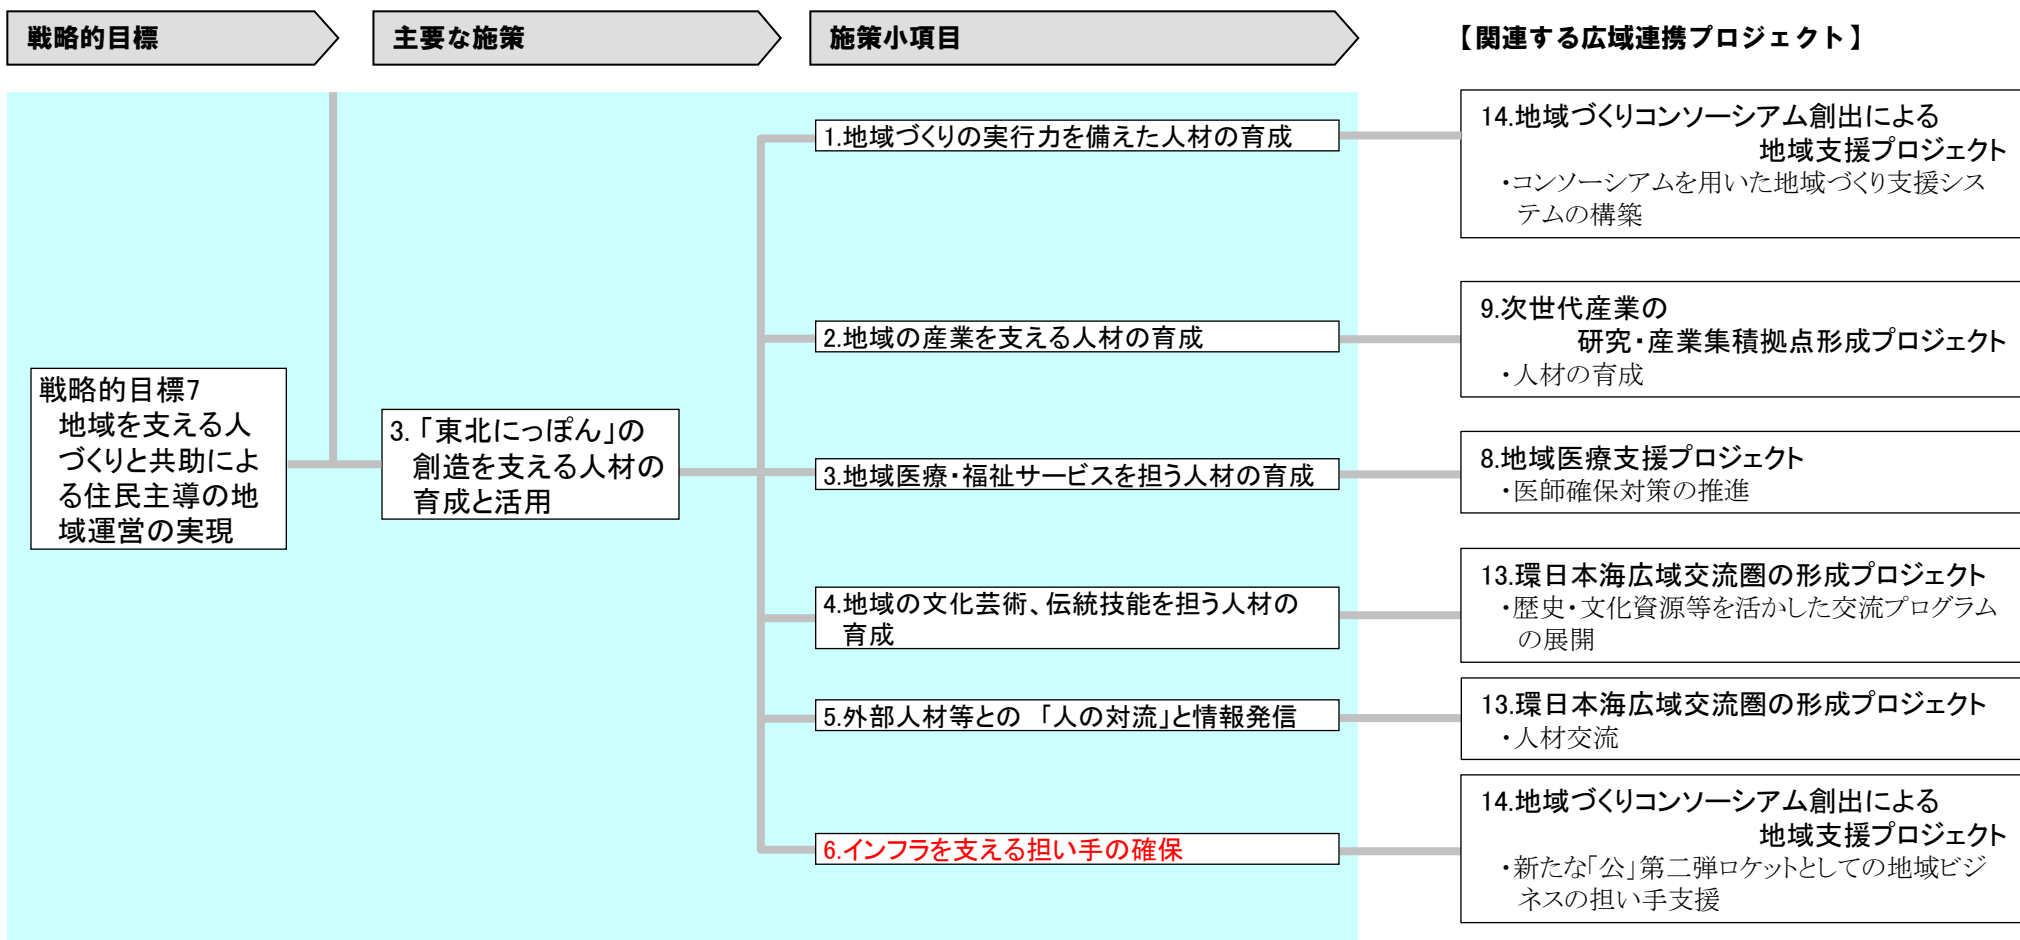 戦略的目標
主要な施策
施策小項目
【関連する広域連携プロジェクト】
戦略的目標7
地域を支える人
づくりと共助によ
る住民主導の地
域運営の実現
3.「東北にっぽん」の
創造を支える人材の
育成と活用
1.地域づくりの実行力を備えた人材の育成
14.地域づくりコンソーシアム創出による
地域支援プロジェクト
・コンソーシアムを用いた地域づくり支援シス
テムの構築
2.地域の産業を支える人材の育成
9.次世代産業の
研究・産業集積拠点形成プロジェクト
・人材の育成
3.地域医療・福祉サービスを担う人材の育成
8.地域医療支援プロジェクト
・医師確保対策の推進
4.地域の文化芸術、伝統技能を担う人材の
育成
13.環日本海広域交流圏の形成プロジェクト
・歴史・文化資源等を活かした交流プログラム
の展開
5.外部人材等との 「人の対流」と情報発信
13.環日本海広域交流圏の形成プロジェクト
・人材交流
6.インフラを支える担い手の確保
14.地域づくりコンソーシアム創出による
地域支援プロジェクト
・新たな「公」第二弾ロケットとしての地域ビジ
ネスの担い手支援